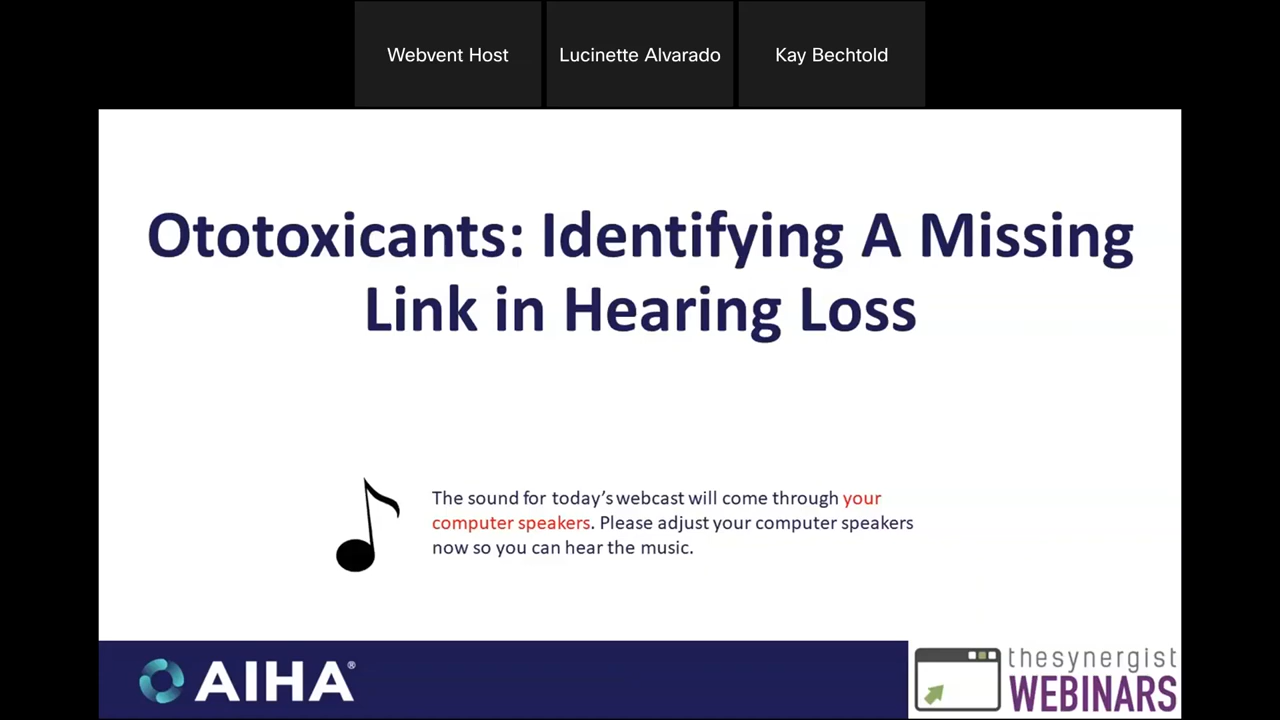 Webvent Host
Lucinette Alvarado
Kay Bechtold
Ototoxicants: Identifying A Missing
Link in Hearing Loss
The sound for today's webcast will come through your
computer speakers. Please adjust your computer speakers
now so you can hear the music.
AIHA®
thesynergist
WEBINARS